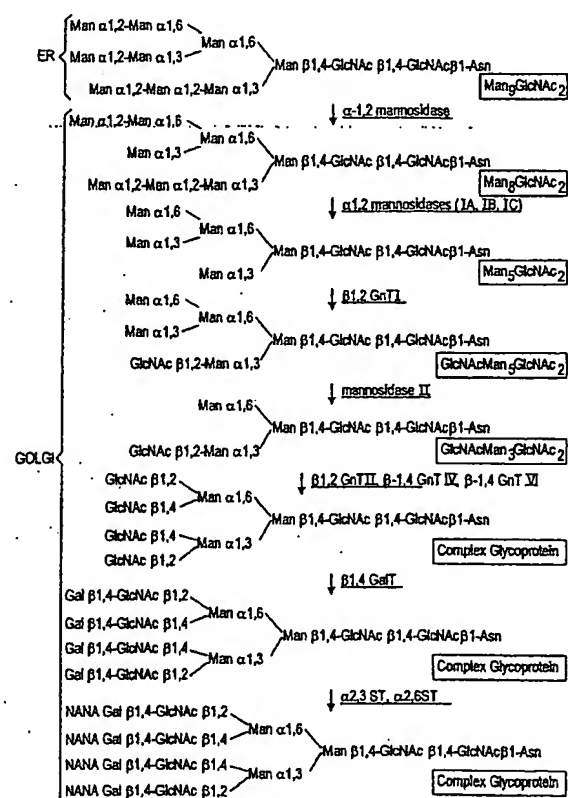 Man α1,2-Man α1,6
Man α1,6
ER
Man α1,2-Man α1,3
Man β1,4-GlcNAc β1,4-GlcNAcβ1-Asn
Man α1,2-Man α1,2-Man α1,3
Man9GlcNAc2
α-1,2 mannosidase
Man α1,2-Man α1,6
Man α1,6
Man α1,3
Man β1,4-GlcNAc β1,4-GlcNAcβ1-Asn
Man α1,2-Man α1,2-Man α1,3
Man8GlcNAc2
α1,2 mannosidases (IA, IB, IC)
Man α1,6
Man α1,6
Man α1,3
Man β1,4-GlcNAc β1,4-GlcNAcβ1-Asn
Man α1,3
Man5GlcNAc2
β1,2 GnTI
Man α1,6
Man α1,6
Man α1,3
Man β1,4-GlcNAc β1,4-GlcNAcβ1-Asn
GlcNAc β1,2-Man α1,3
GlcNAcMan5GlcNAc2
mannosidase II
Man α1,6
Man β1,4-GlcNAc β1,4-GlcNAcβ1-Asn
GlcNAc β1,2-Man α1,3
GlcNAcMan3GlcNAc2
GOLGI
β1,2 GnTII, β-1,4 GnT IV, β-1,4 GnT VI
GlcNAc β1,2
Man α1,6
GlcNAc β1,4
Man β1,4-GlcNAc β1,4-GlcNAcβ1-Asn
GlcNAc β1,4
Man α1,3
GlcNAc β1,2
Complex Glycoprotein
β1,4 GalT
Gal β1,4-GlcNAc β1,2
Man α1,6
Gal β1,4-GlcNAc β1,4
Man β1,4-GlcNAc β1,4-GlcNAcβ1-Asn
Gal β1,4-GlcNAc β1,4
Man α1,3
Gal β1,4-GlcNAc β1,2
Complex Glycoprotein
α2,3 ST, α2,6ST
NANA Gal β1,4-GlcNAc β1,2
Man α1,6
NANA Gal β1,4-GlcNAc β1,4
Man β1,4-GlcNAc β1,4-GlcNAcβ1-Asn
NANA Gal β1,4-GlcNAc β1,4
Man α1,3
NANA Gal β1,4-GlcNAc β1,2
Complex Glycoprotein